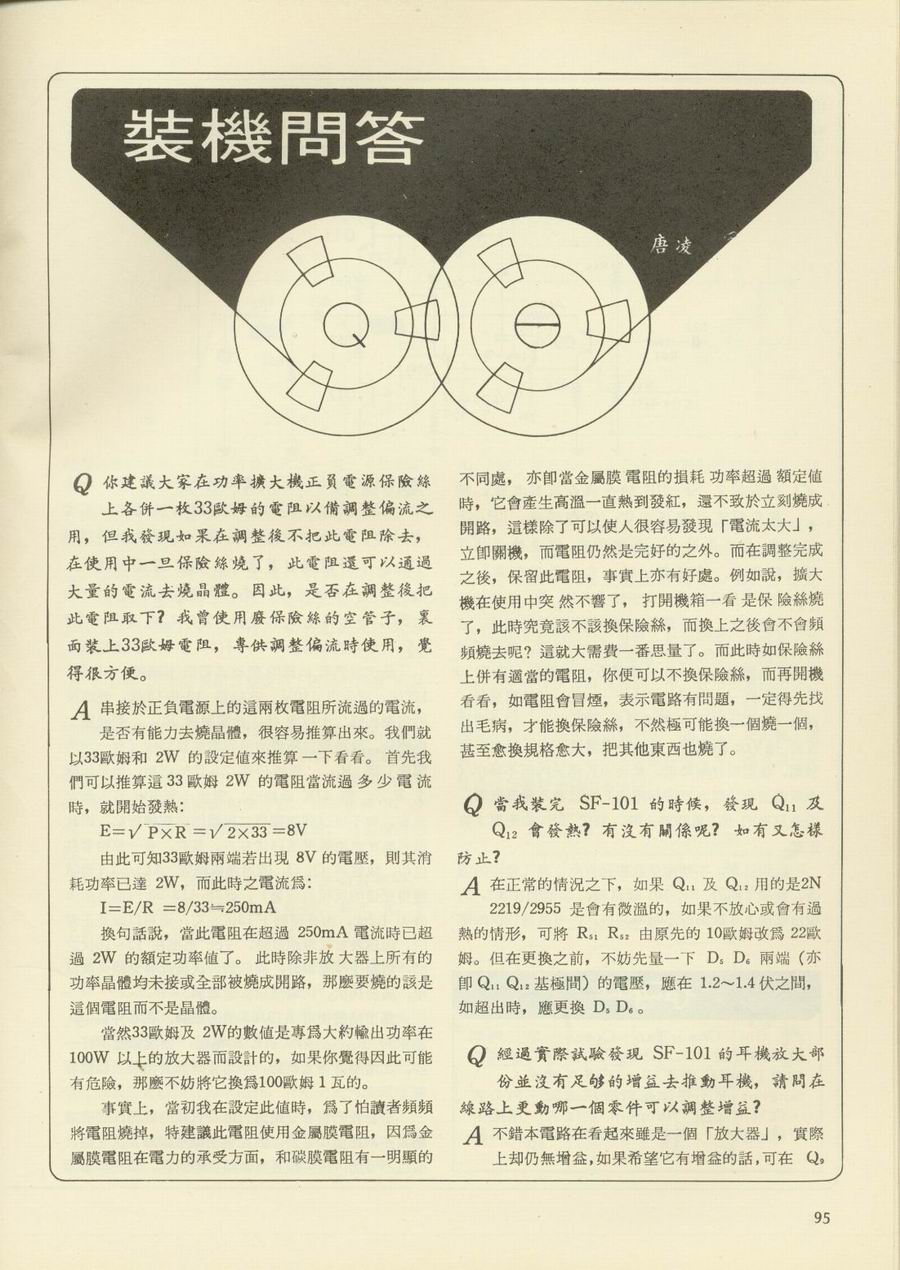 裝機問答
唐凌
Q 你建議大家在功率擴大機正負電源保險絲
上各併一枚33歐姆的電阻以備調整偏流之
用，但我發現如果在調整後不把此電阻除去，
在使用中一旦保險絲燒了，此電阻還可以通過
大量的電流去燒晶體。因此，是否在調整後把
此電阻取下？我曾使用廢保險絲的空管子，裏
面裝上33歐姆電阻，專供調整偏流時使用，覺
得很方便。
A 串接於正負電源上的這兩枚電阻所流過的電流，
是否有能力去燒晶體，很容易推算出來。我們就
以33歐姆和 2W 的設定值來推算一下看看。首先我
們可以推算這 33 歐姆 2W 的電阻當流過多少電流
時，就開始發熱：
E=√P×R =√2×33=8V
由此可知33歐姆兩端若出現 8V 的電壓，則其消
耗功率已達 2W，而此時之電流爲：
I=E/R =8/33≒250mA
換句話說，當此電阻在超過 250mA 電流時已超
過 2W 的額定功率值了。此時除非放大器上所有的
功率晶體均未接或全部被燒成開路，那麼要燒的該是
這個電阻而不是晶體。
當然33歐姆及 2W的數值是專爲大約輸出功率在
100W 以上的放大器而設計的，如果你覺得因此可能
有危險，那麼不妨將它換爲100歐姆 1 瓦的。
事實上，當初我在設定此值時，爲了怕讀者頻頻
將電阻燒掉，特建議此電阻使用金屬膜電阻，因爲金
屬膜電阻在電力的承受方面，和碳膜電阻有一明顯的
不同處，亦卽當金屬膜電阻的損耗功率超過額定值
時，它會產生高溫一直熱到發紅，還不致於立刻燒成
開路，這樣除了可以使人很容易發現「電流太大」，
立卽關機，而電阻仍然是完好的之外。而在調整完成
之後，保留此電阻，事實上亦有好處。例如說，擴大
機在使用中突然不響了，打開機箱一看是保險絲燒
了，此時究竟該不該換保險絲，而換上之後會不會頻
頻燒去呢？這就大需費一番思量了。而此時如保險絲
上併有適當的電阻，你便可以不換保險絲，而再開機
看看，如電阻會冒煙，表示電路有問題，一定得先找
出毛病，才能換保險絲，不然極可能換一個燒一個，
甚至愈換規格愈大，把其他東西也燒了。
Q 當我裝完 SF-101 的時候，發現 Q₁₁ 及
Q₁₂ 會發熱？有沒有關係呢？如有又怎樣
防止？
A 在正常的情況之下，如果 Q₁₁ 及 Q₁₂ 用的是2N
2219/2955 是會有微溫的，如果不放心或會有過
熱的情形，可將 R₅₁ R₅₂ 由原先的 10歐姆改爲 22歐
姆。但在更換之前，不妨先量一下 D₅ D₆ 兩端（亦
卽 Q₁₁ Q₁₂ 基極間）的電壓，應在 1.2～1.4 伏之間，
如超出時，應更換 D₅ D₆。
Q 經過實際試驗發現 SF-101 的耳機放大部
份並沒有足够的增益去推動耳機，請問在
線路上更動哪一個零件可以調整增益？
A 不錯本電路在看起來雖是一個「放大器」，實際
上却仍無增益，如果希望它有增益的話，可在 Q₉
95